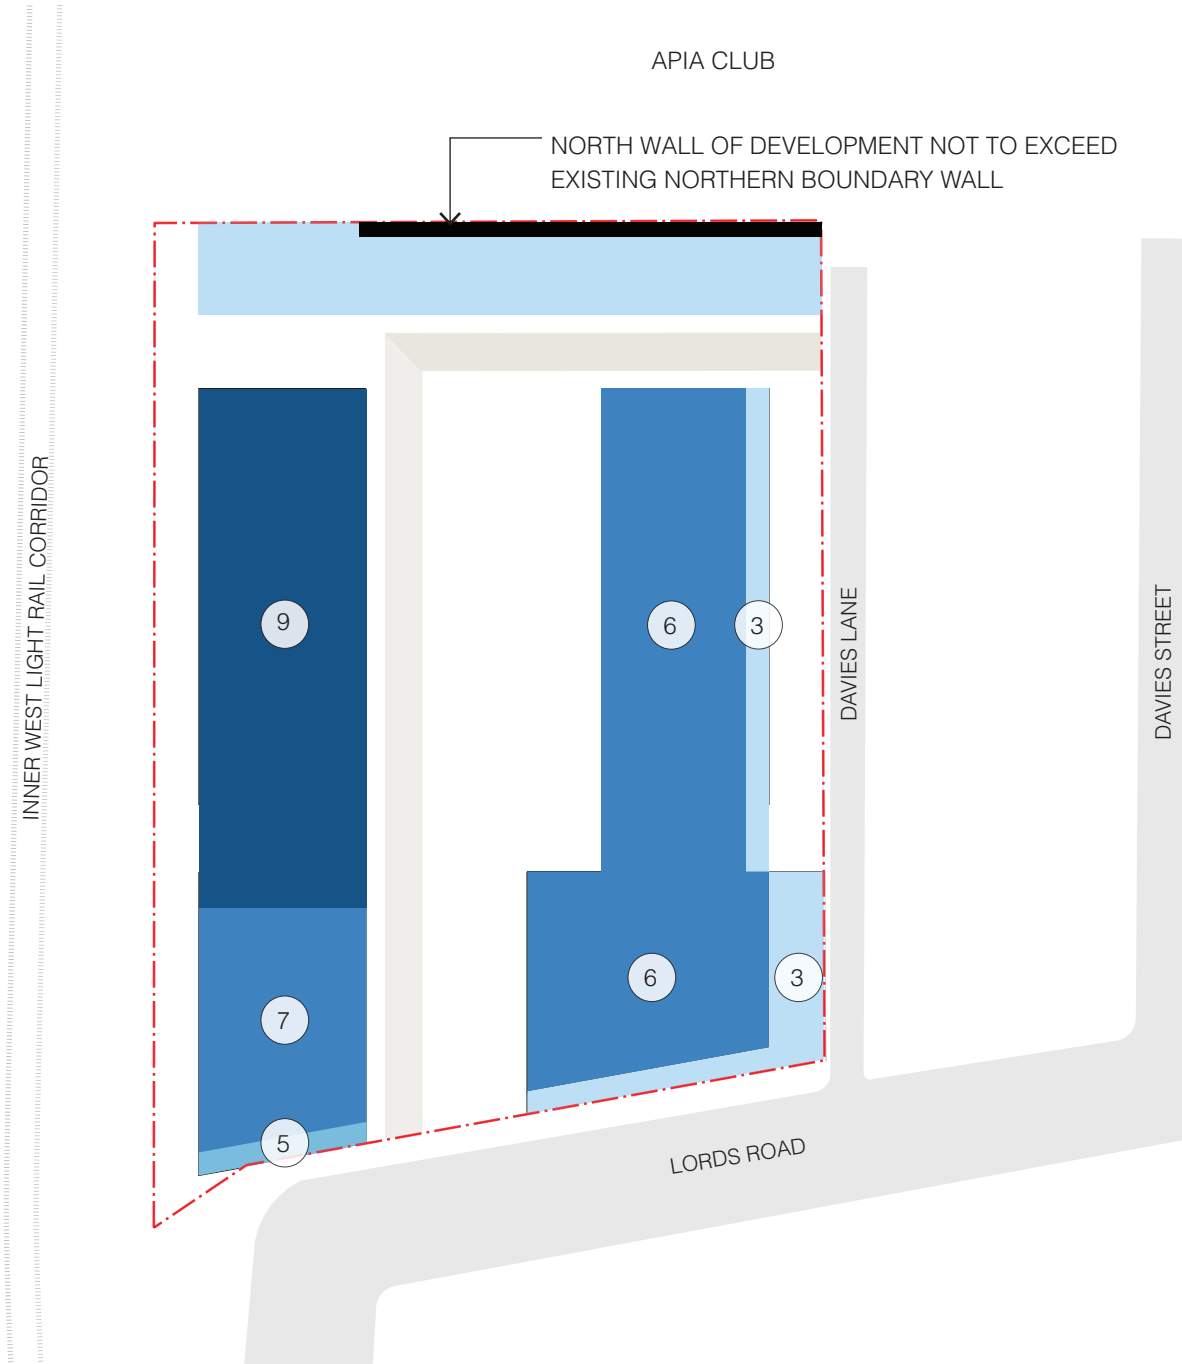 APIA CLUB
NORTH WALL OF DEVELOPMENT NOT TO EXCEED
EXISTING NORTHERN BOUNDARY WALL
INNER WEST LIGHT RAIL CORRIDOR
9
6
3
DAVIES LANE
DAVIES STREET
6
3
7
5
LORDS ROAD